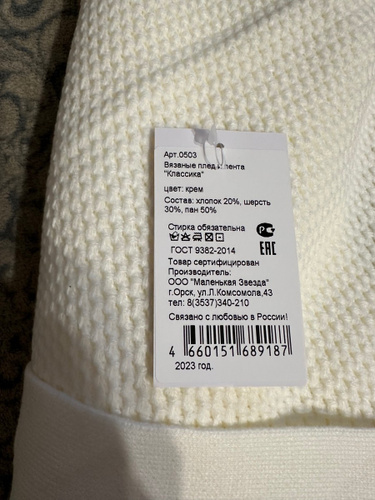 Арт.0503
Вязаные плед и лента
"Классика"
цвет: крем
Состав: хлопок 20%, шерсть
30%, пан 50%
Стирка обязательна
ГОСТ 9382-2014
EAC
Товар сертифицирован
Производитель:
ООО "Маленькая Звезда"
г.Орск, ул.Л.Комсомола,43
тел: 8(3537)340-210
Связано с любовью в России!
4 660151 689187
2023 год.